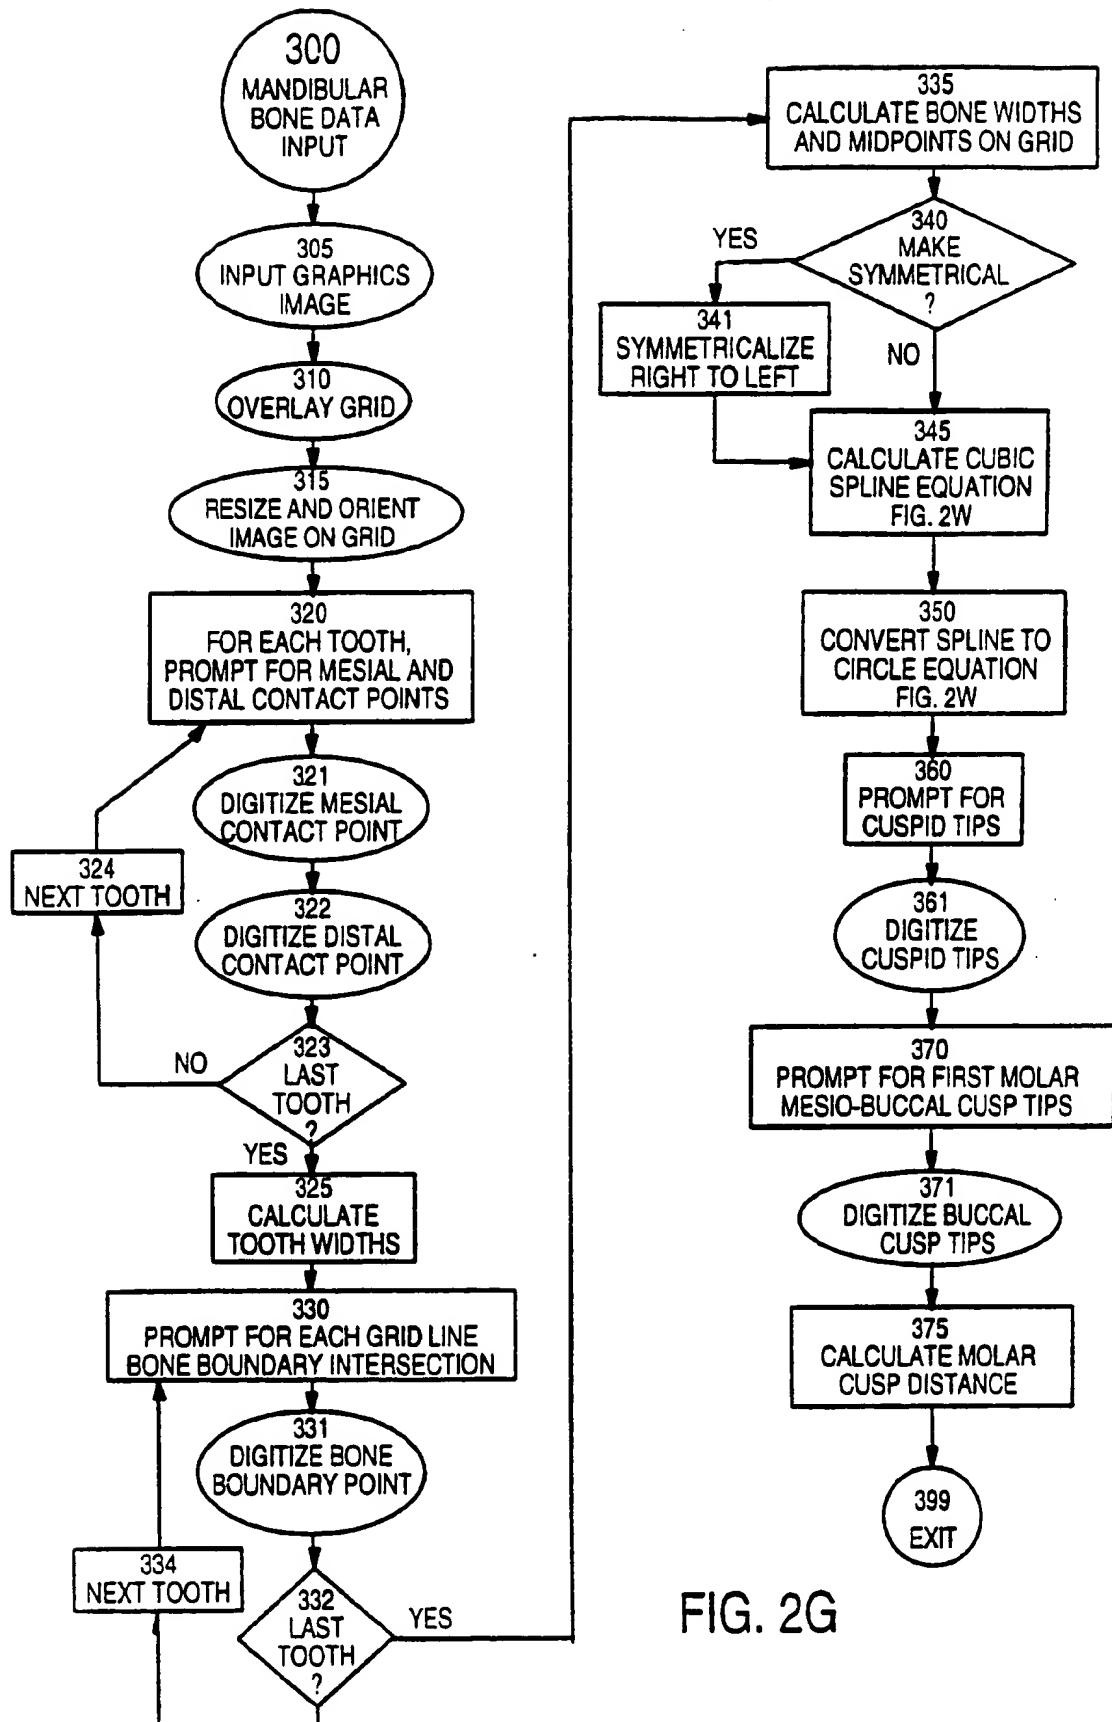 300
MANDIBULAR
BONE DATA
INPUT
305
INPUT GRAPHICS
IMAGE
310
OVERLAY GRID
315
RESIZE AND ORIENT
IMAGE ON GRID
320
FOR EACH TOOTH,
PROMPT FOR MESIAL AND
DISTAL CONTACT POINTS
321
DIGITIZE MESIAL
CONTACT POINT
324
NEXT TOOTH
322
DIGITIZE DISTAL
CONTACT POINT
NO
323
LAST
TOOTH
?
YES
325
CALCULATE
TOOTH WIDTHS
330
PROMPT FOR EACH GRID LINE
BONE BOUNDARY INTERSECTION
331
DIGITIZE BONE
BOUNDARY POINT
334
NEXT TOOTH
332
LAST
TOOTH
?
YES
335
CALCULATE BONE WIDTHS
AND MIDPOINTS ON GRID
340
MAKE
SYMMETRICAL
?
YES
341
SYMMETRICALIZE
RIGHT TO LEFT
NO
345
CALCULATE CUBIC
SPLINE EQUATION
FIG. 2W
350
CONVERT SPLINE TO
CIRCLE EQUATION
FIG. 2W
360
PROMPT FOR
CUSPID TIPS
361
DIGITIZE
CUSPID TIPS
370
PROMPT FOR FIRST MOLAR
MESIO-BUCCAL CUSP TIPS
371
DIGITIZE BUCCAL
CUSP TIPS
375
CALCULATE MOLAR
CUSP DISTANCE
399
EXIT
FIG. 2G